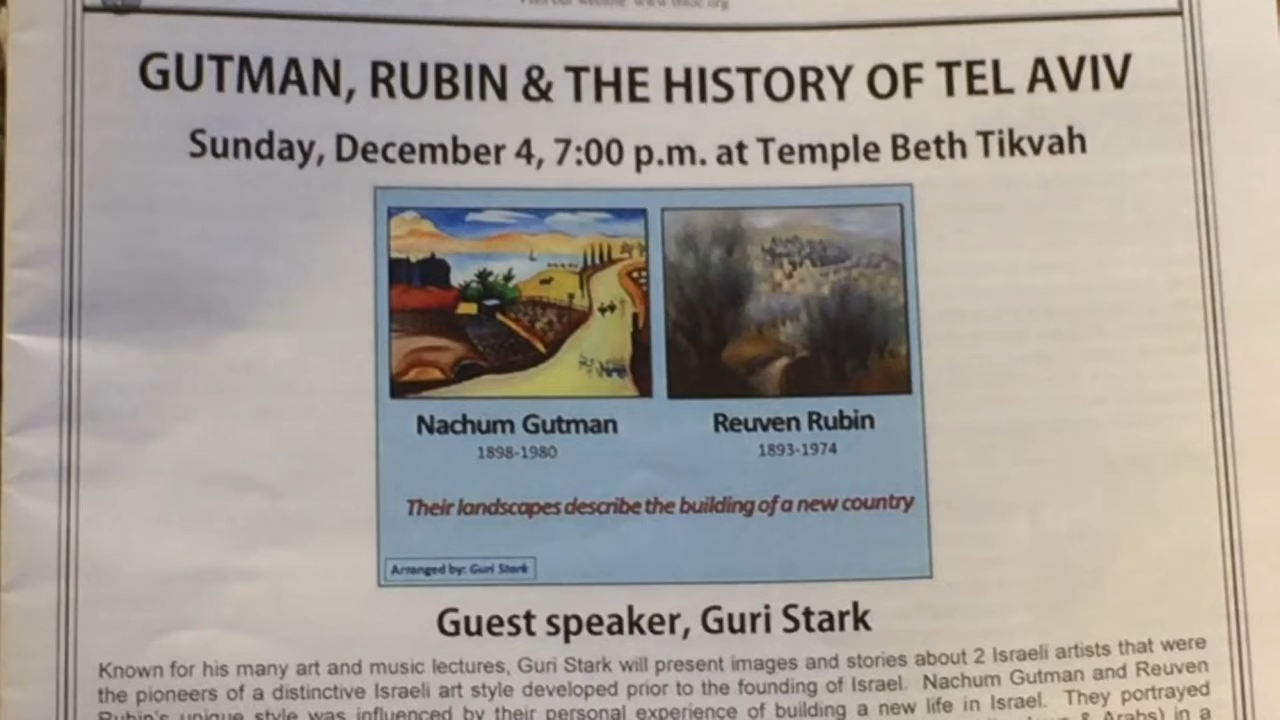 GUTMAN, RUBIN & THE HISTORY OF TEL AVIV
Sunday, December 4, 7:00 p.m. at Temple Beth Tikvah
Nachum Gutman
1898-1980
Reuven Rubin
1893-1974
Their landscapes describe the building of a new country
Arranged by: Guri Stark
Guest speaker, Guri Stark
Known for his many art and music lectures, Guri Stark will present images and stories about 2 Israeli artists that were
the pioneers of a distinctive Israeli art style developed prior to the founding of Israel. Nachum Gutman and Reuven
Rubin's unique style was influenced by their personal experience of building a new life in Israel. They portrayed
& Arabs) in a